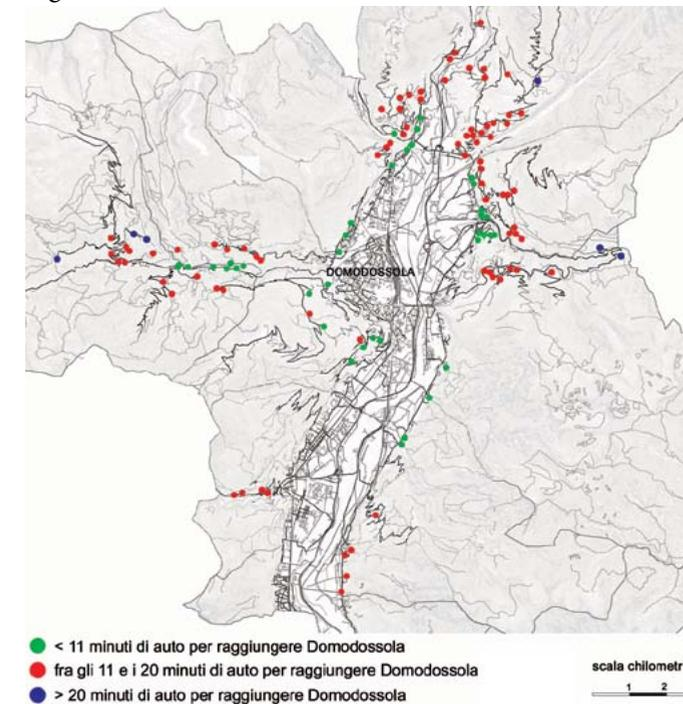 DOMODOSSOLA
< 11 minuti di auto per raggiungere Domodossola
fra gli 11 e i 20 minuti di auto per raggiungere Domodossola
> 20 minuti di auto per raggiungere Domodossola
scala chilometr
1 2